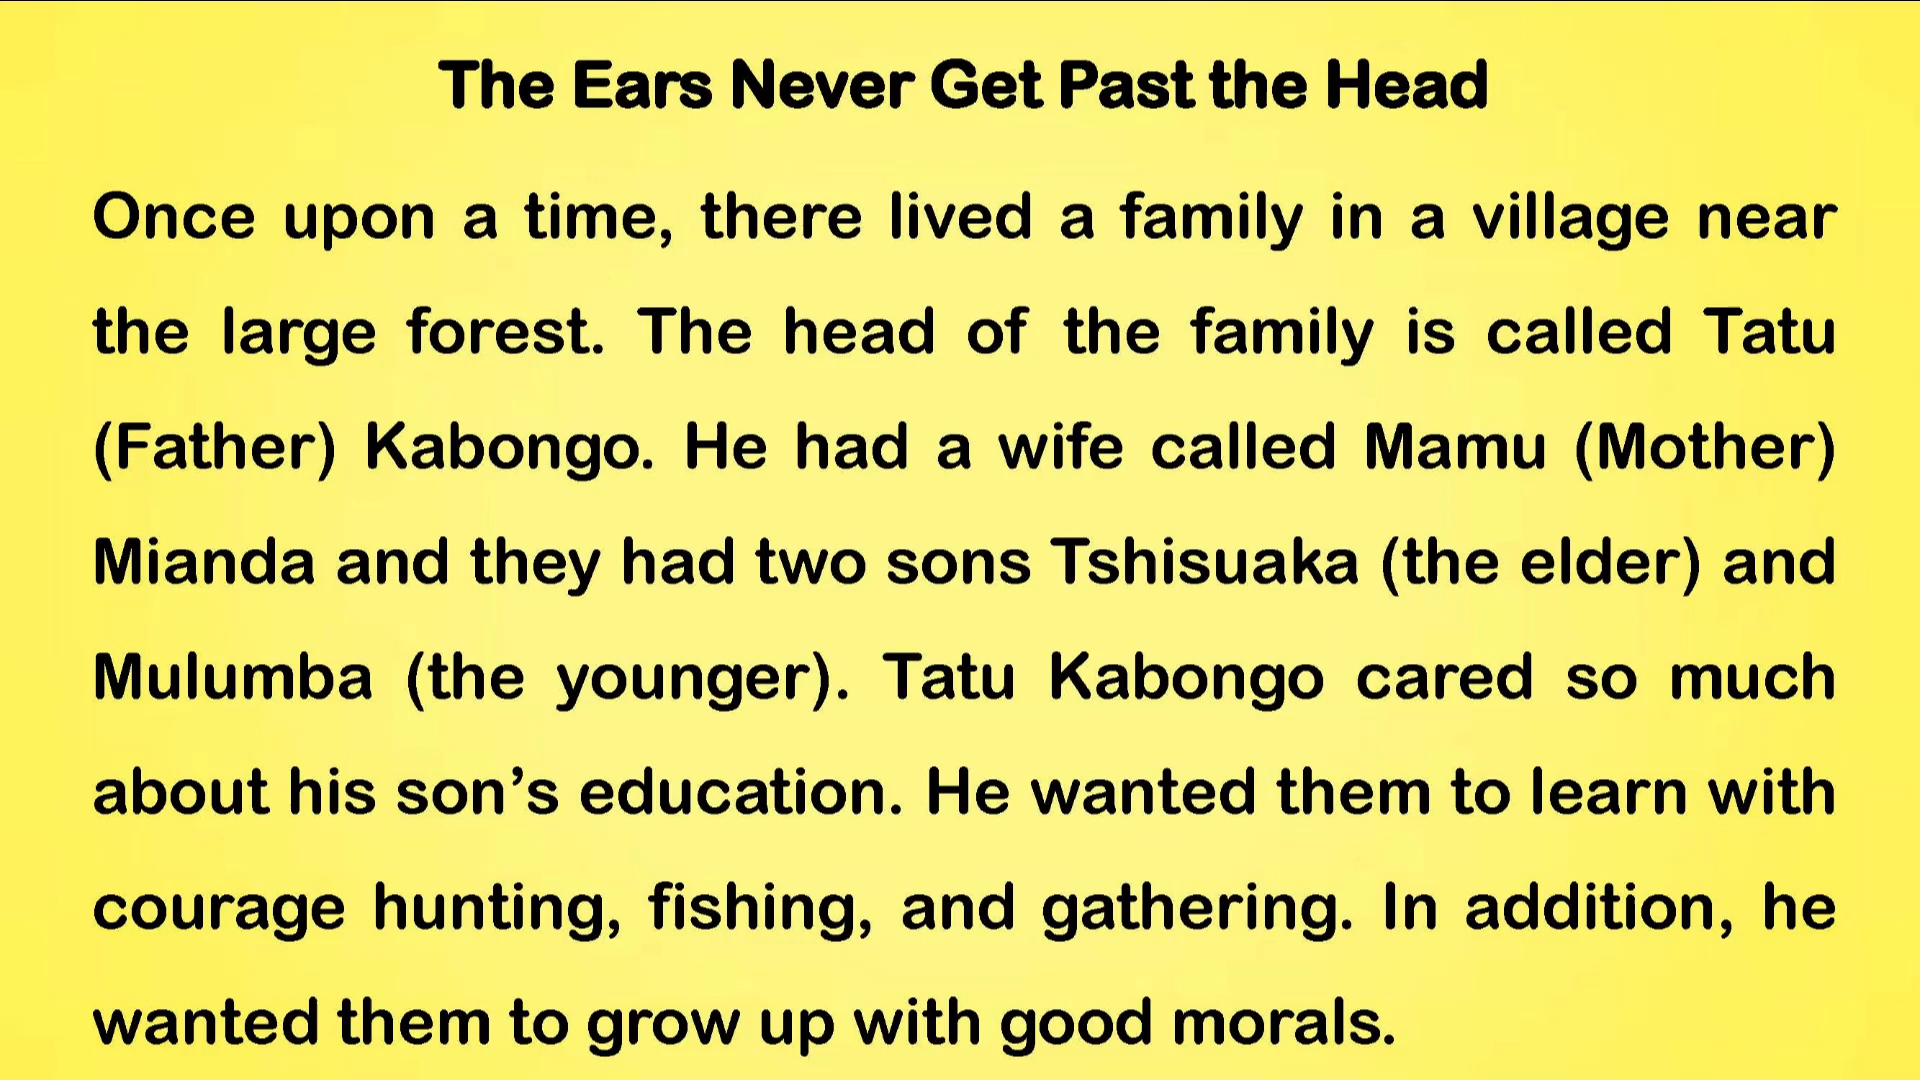 The Ears Never Get Past the Head
Once upon a time, there lived a family in a village near
the large forest. The head of the family is called Tatu
(Father) Kabongo. He had a wife called Mamu (Mother)
Mianda and they had two sons Tshisuaka (the elder) and
Mulumba (the younger). Tatu Kabongo cared so much
about his son’s education. He wanted them to learn with
courage hunting, fishing, and gathering. In addition, he
wanted them to grow up with good morals.